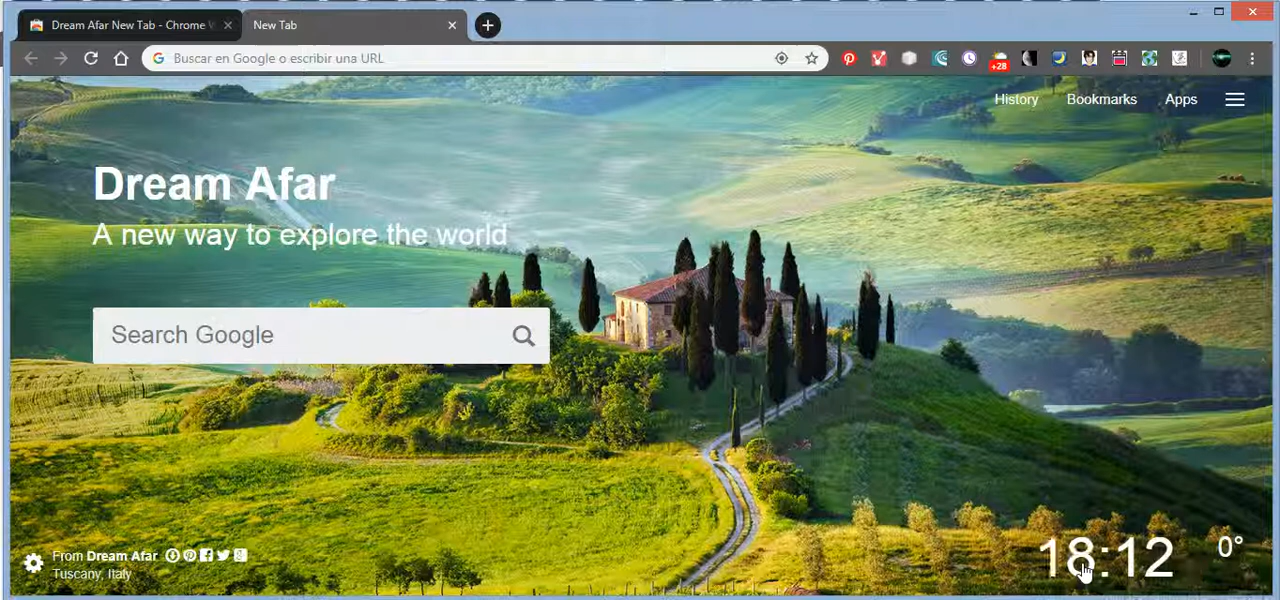 Dream Afar New Tab - Chrome
New Tab
Buscar en Google o escribir una URL
+28
History
Bookmarks
Apps
Dream Afar
A new way to explore the world
Search Google
From Dream Afar
Tuscany, Italy
18:12
0°